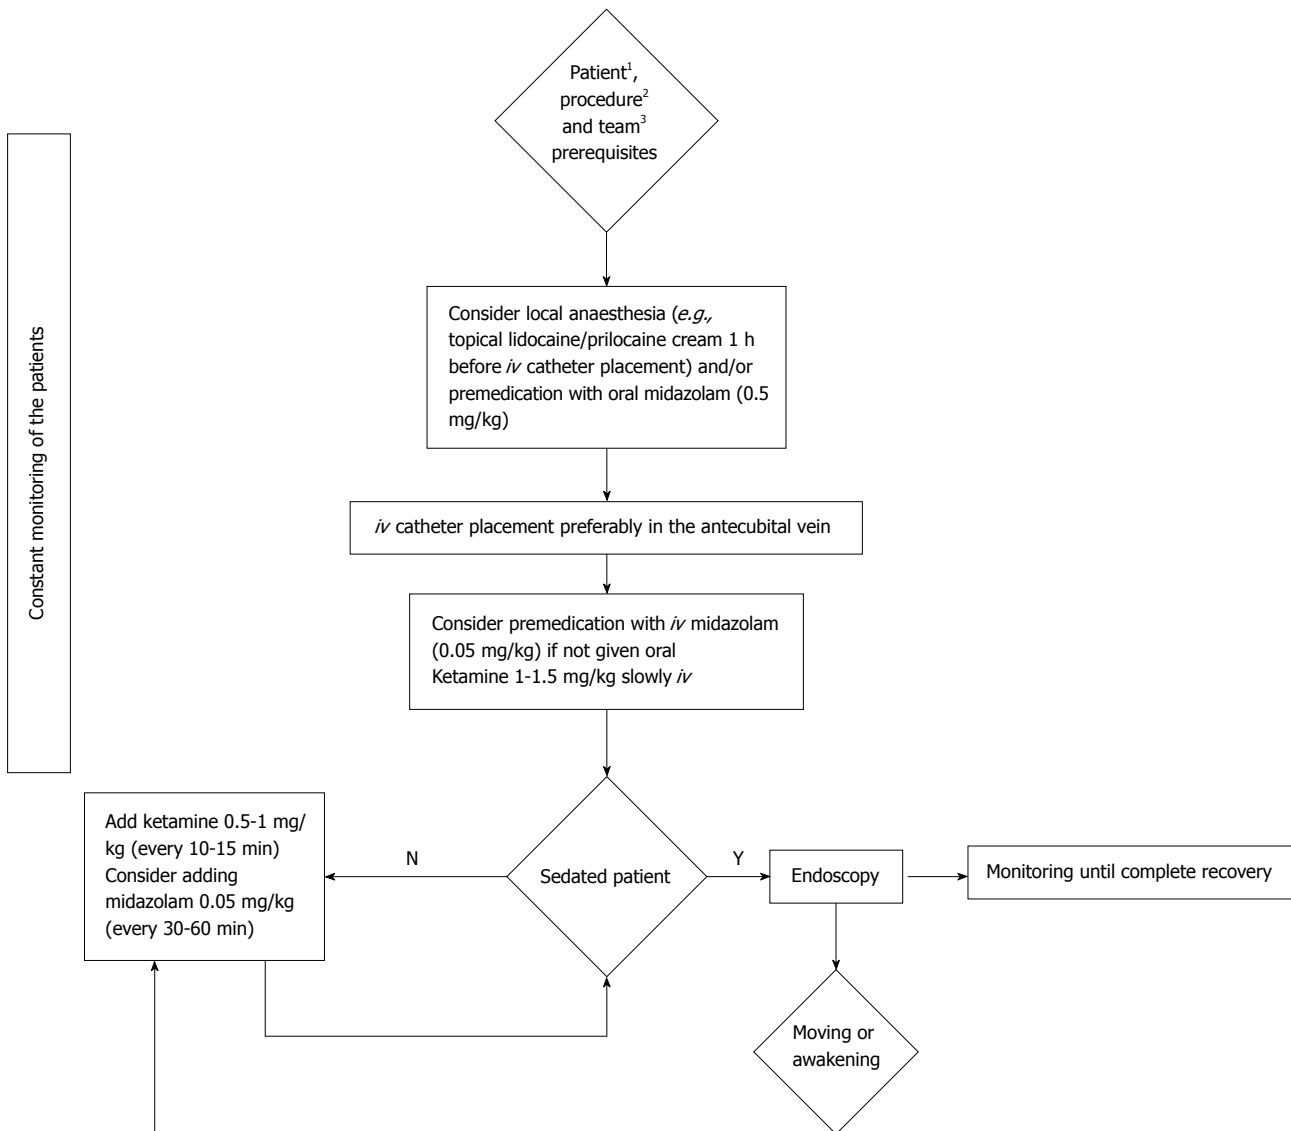 Patient¹,
procedure²
and team³
prerequisites
Constant monitoring of the patients
Consider local anaesthesia (e.g.,
topical lidocaine/prilocaine cream 1 h
before iv catheter placement) and/or
premedication with oral midazolam (0.5
mg/kg)
iv catheter placement preferably in the antecubital vein
Consider premedication with iv midazolam
(0.05 mg/kg) if not given oral
Ketamine 1-1.5 mg/kg slowly iv
Add ketamine 0.5-1 mg/
kg (every 10-15 min)
Consider adding
midazolam 0.05 mg/kg
(every 30-60 min)
N
Sedated patient
Y
Endoscopy
Monitoring until complete recovery
Moving or
awakening